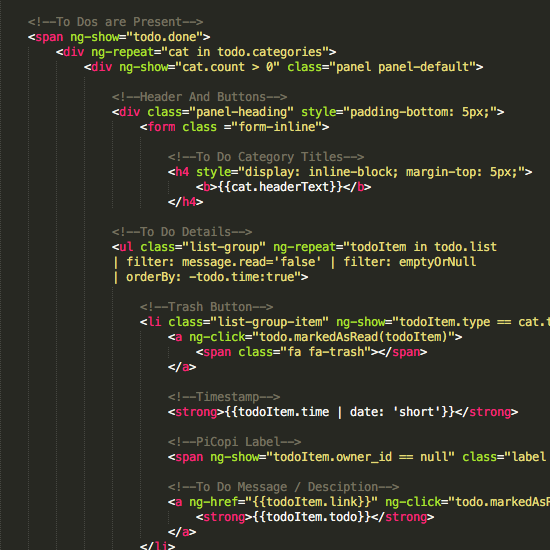 <!--To Dos are Present-->
<span ng-show="todo.done">
<div ng-repeat="cat in todo.categories">
<div ng-show="cat.count > 0" class="panel panel-default">
<!--Header And Buttons-->
<div class="panel-heading" style="padding-bottom: 5px;">
<form class ="form-inline">
<!--To Do Category Titles-->
<h4 style="display: inline-block; margin-top: 5px;">
<b>{{cat.headerText}}</b>
</h4>
<!--To Do Details-->
<ul class="list-group" ng-repeat="todoItem in todo.list
| filter: message.read='false' | filter: emptyOrNull
| orderBy: -todo.time:true">
<!--Trash Button-->
<li class="list-group-item" ng-show="todoItem.type == cat.t
<a ng-click="todo.markedAsRead(todoItem)">
<span class="fa fa-trash"></span>
</a>
<!--Timestamp-->
<strong>{{todoItem.time | date: 'short'}}</strong>
<!--PiCopi Label-->
<span ng-show="todoItem.owner_id == null" class="label
<!--To Do Message / Desciption-->
<a ng-href="{{todoItem.link}}" ng-click="todo.markedAsR
<strong>{{todoItem.todo}}</strong>
</a>
</li>